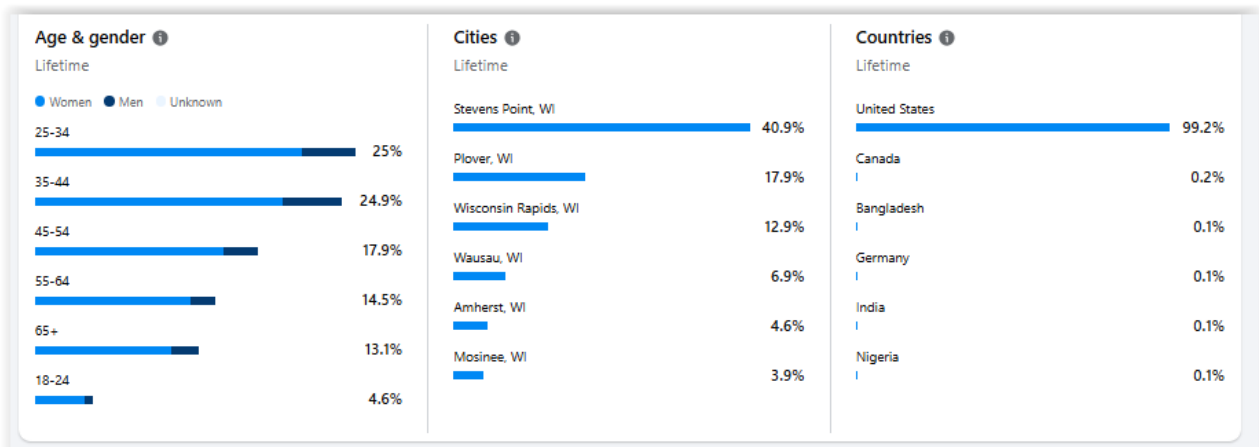 Age & gender
Lifetime
Women Men Unknown
25-34
25%
35-44
24.9%
45-54
17.9%
55-64
14.5%
65+
13.1%
18-24
4.6%
Cities
Lifetime
Stevens Point, WI
40.9%
Plover, WI
17.9%
Wisconsin Rapids, WI
12.9%
Wausau, WI
6.9%
Amherst, WI
4.6%
Mosinee, WI
3.9%
Countries
Lifetime
United States
99.2%
Canada
0.2%
Bangladesh
0.1%
Germany
0.1%
India
0.1%
Nigeria
0.1%